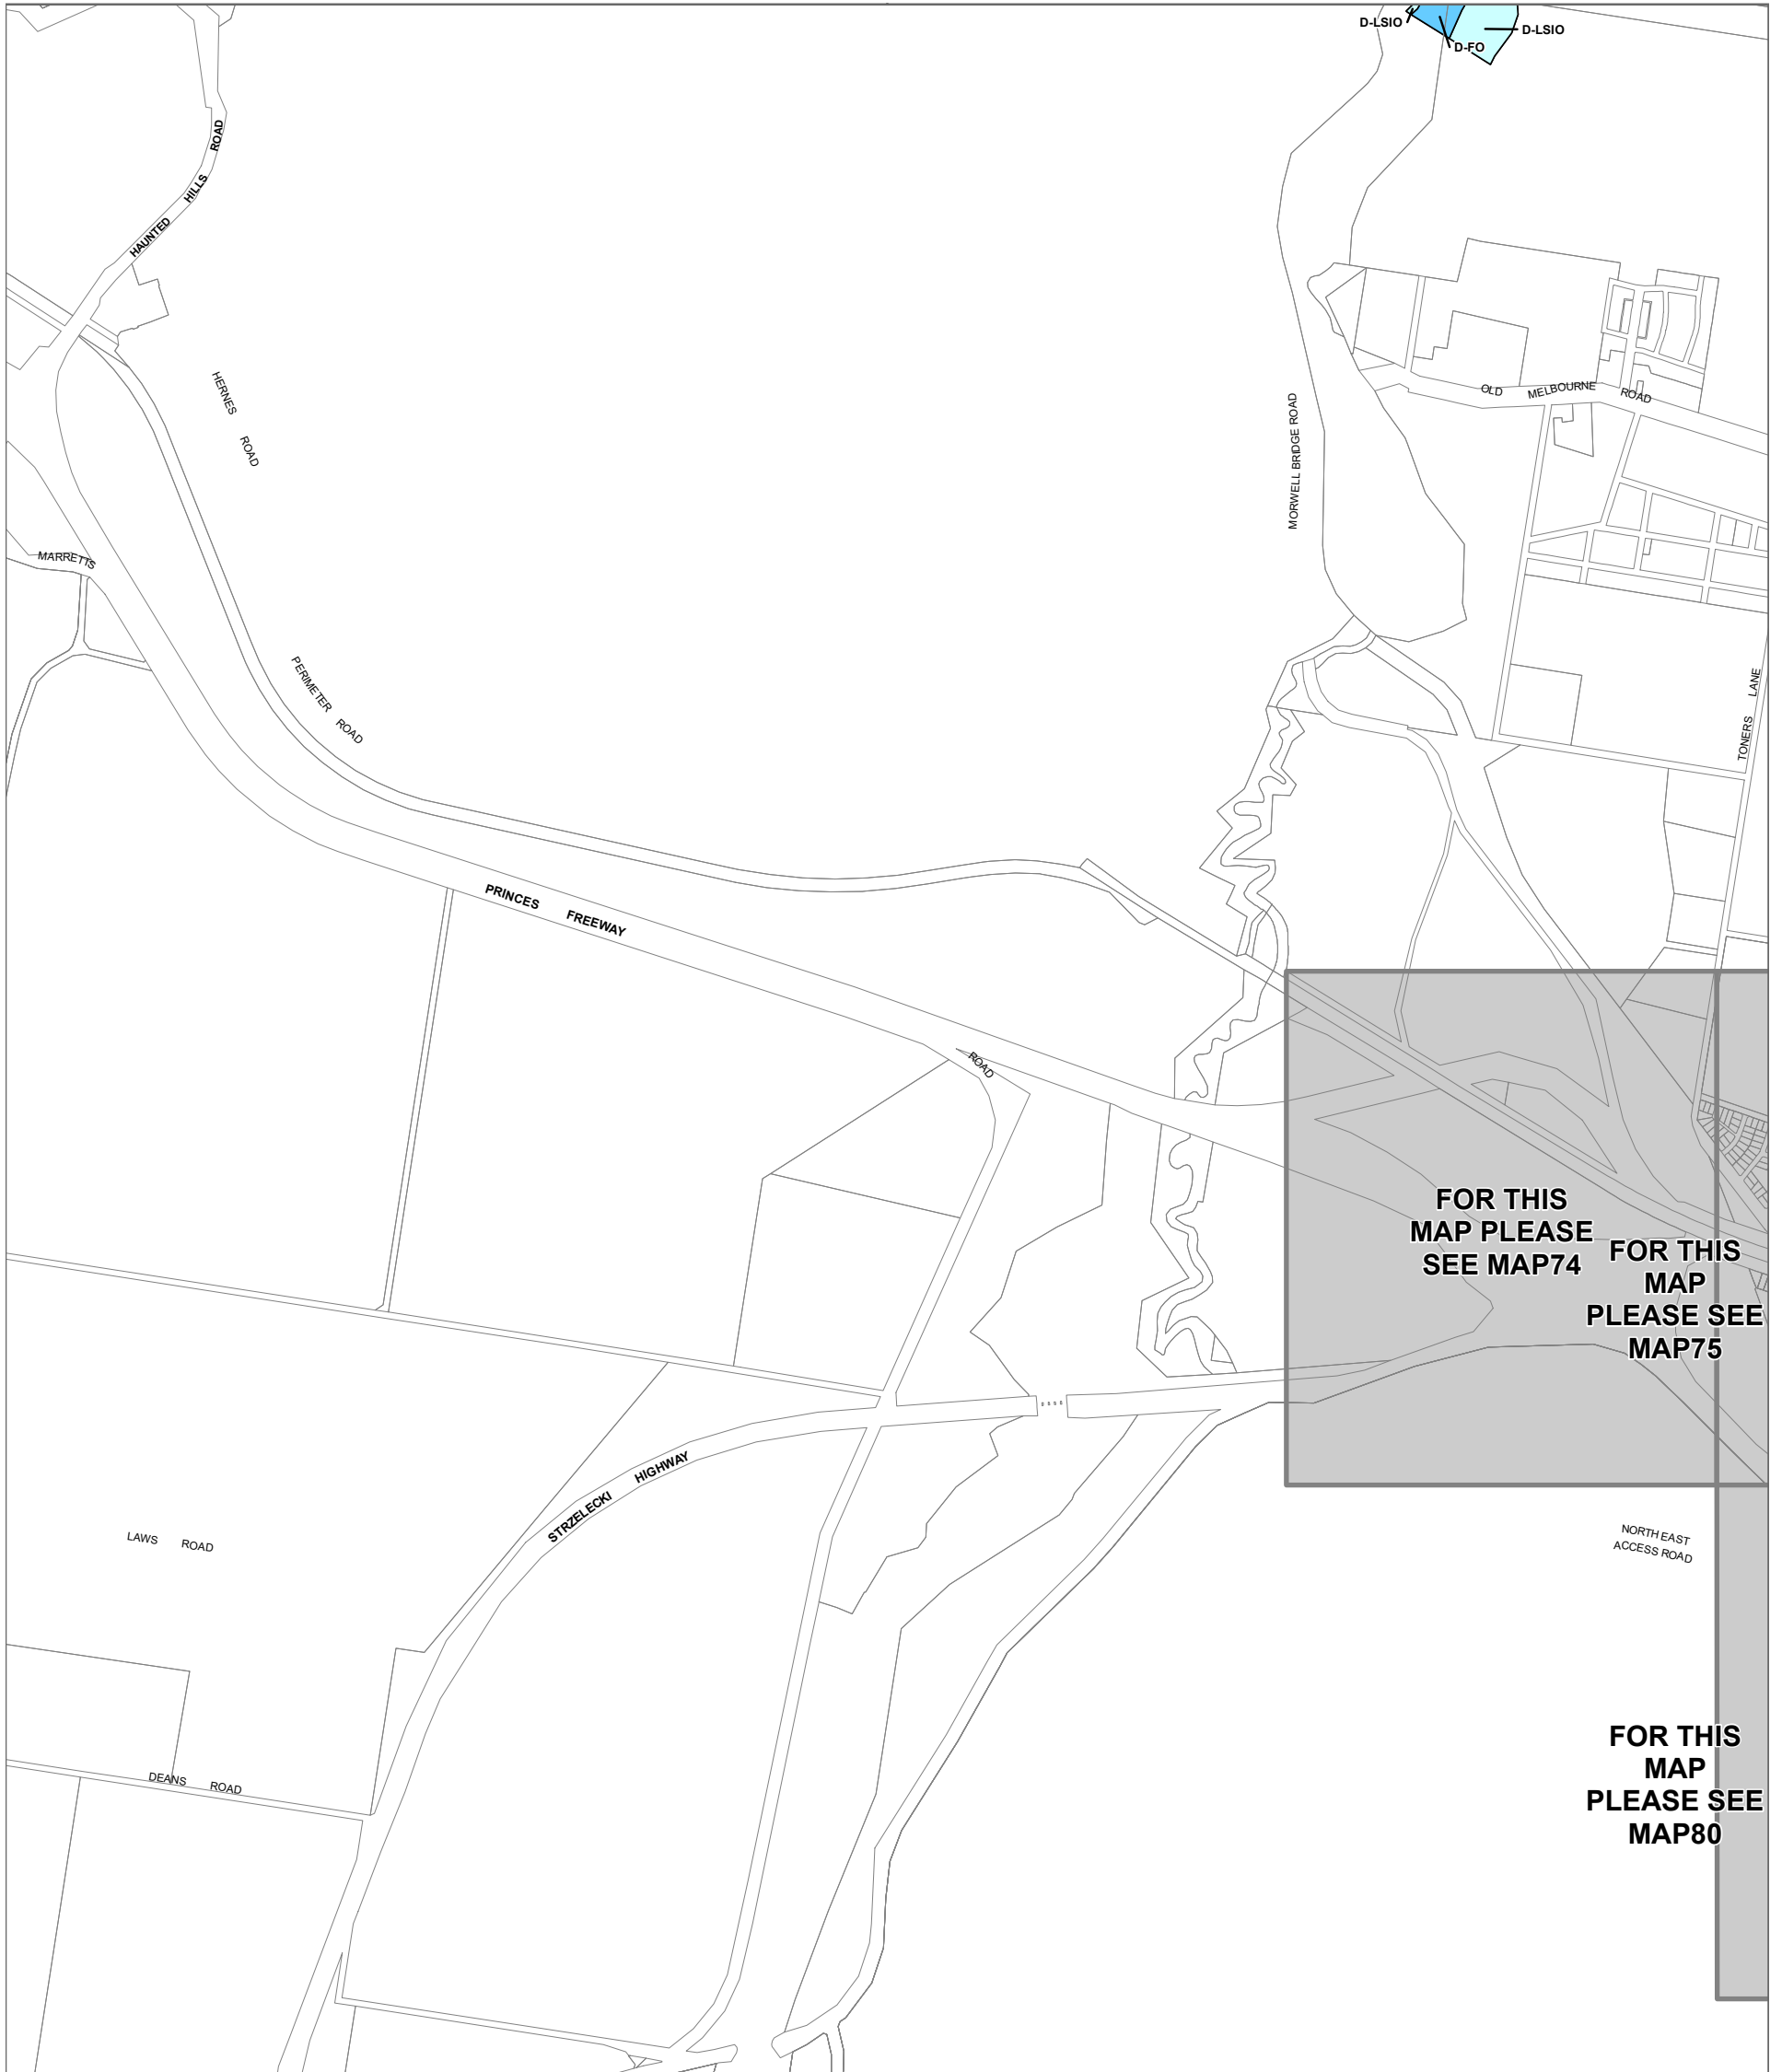 D-LSIO
D-FO
D-LSIO
HAUNTED HILLS ROAD
HERNES ROAD
MORWELL BRIDGE ROAD
OLD MELBOURNE ROAD
MARRETTS
PERIMETER ROAD
TONERS LANE
PRINCES FREEWAY
ROAD
FOR THIS
MAP PLEASE
SEE MAP74
FOR THIS
MAP
PLEASE SEE
MAP75
STRZELECKI HIGHWAY
LAWS ROAD
NORTH EAST
ACCESS ROAD
FOR THIS
MAP
PLEASE SEE
MAP80
DEANS ROAD